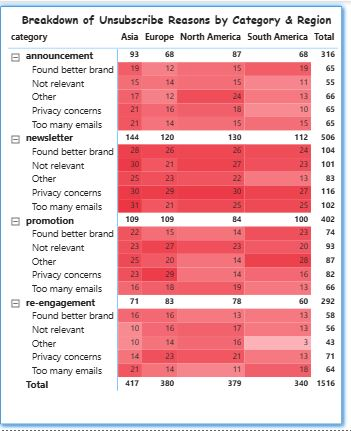 Breakdown of Unsubscribe Reasons by Category & Region
category Asia Europe North America South America Total
announcement 93 68 87 68 316
Found better brand 19 12 15 19 65
Not relevant 15 14 15 11 55
Other 17 12 24 13 66
Privacy concerns 21 16 18 10 65
Too many emails 21 14 15 15 65
newsletter 144 120 130 112 506
Found better brand 28 26 26 24 104
Not relevant 30 21 27 23 101
Other 25 23 22 13 83
Privacy concerns 30 29 30 27 116
Too many emails 31 21 25 25 102
promotion 109 109 84 100 402
Found better brand 22 15 14 23 74
Not relevant 23 27 23 20 93
Other 25 20 14 28 87
Privacy concerns 23 29 14 16 82
Too many emails 16 18 19 13 66
re-engagement 71 83 78 60 292
Found better brand 16 16 13 13 58
Not relevant 10 16 17 13 56
Other 10 14 16 3 43
Privacy concerns 14 23 21 13 71
Too many emails 21 14 11 18 64
Total 417 380 379 340 1516